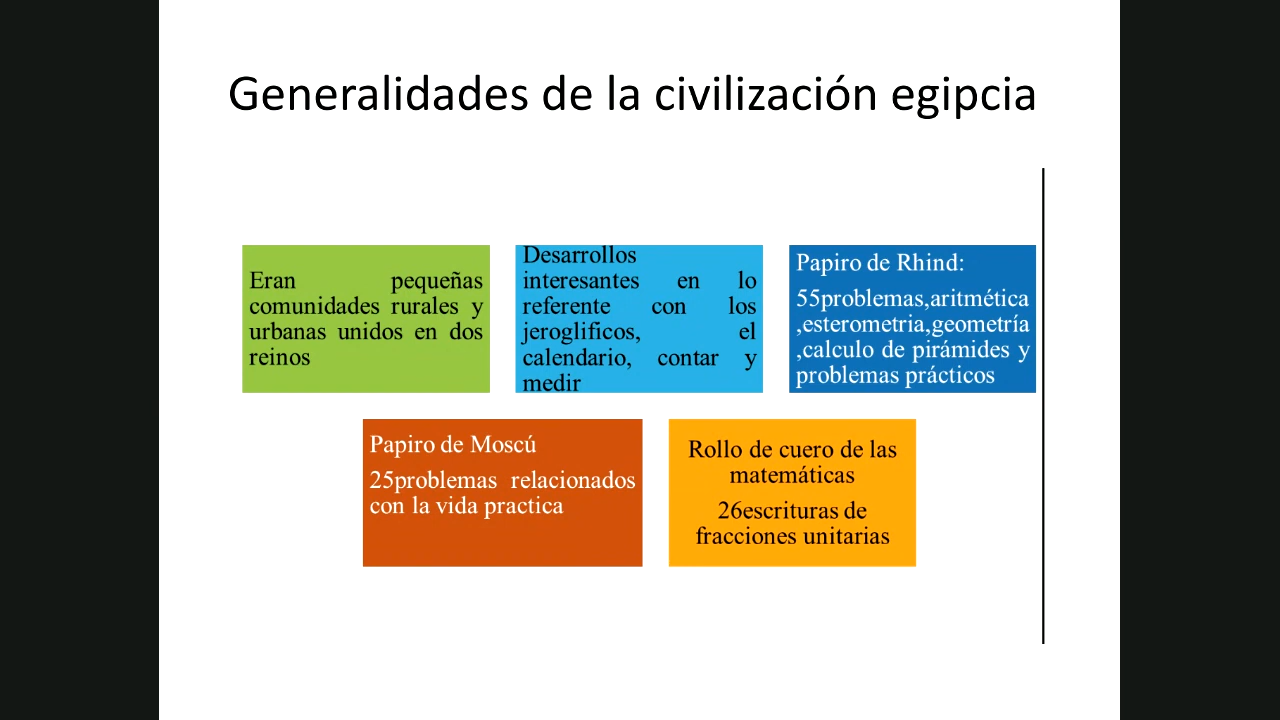 Generalidades de la civilización egipcia
Eran pequeñas
comunidades rurales y
urbanas unidos en dos
reinos
Desarrollos
interesantes en lo
referente con los
jeroglificos, el
calendario, contar y
medir
Papiro de Rhind:
55problemas,aritmética
,esterometria,geometría
,calculo de pirámides y
problemas prácticos
Papiro de Moscú
25problemas relacionados
con la vida practica
Rollo de cuero de las
matemáticas
26escrituras de
fracciones unitarias